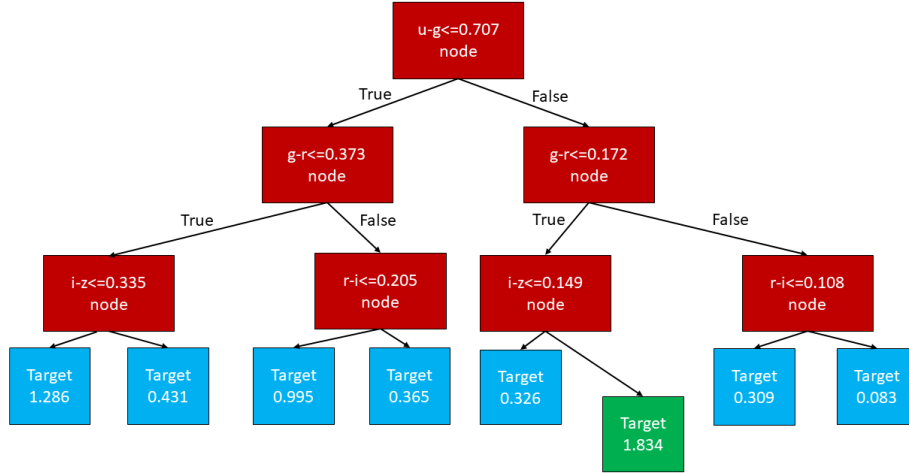 u-g<=0.707
node
True
False
g-r<=0.373
node
g-r<=0.172
node
True
False
True
False
i-z<=0.335
node
r-i<=0.205
node
i-z<=0.149
node
r-i<=0.108
node
Target
1.286
Target
0.431
Target
0.995
Target
0.365
Target
0.326
Target
1.834
Target
0.309
Target
0.083